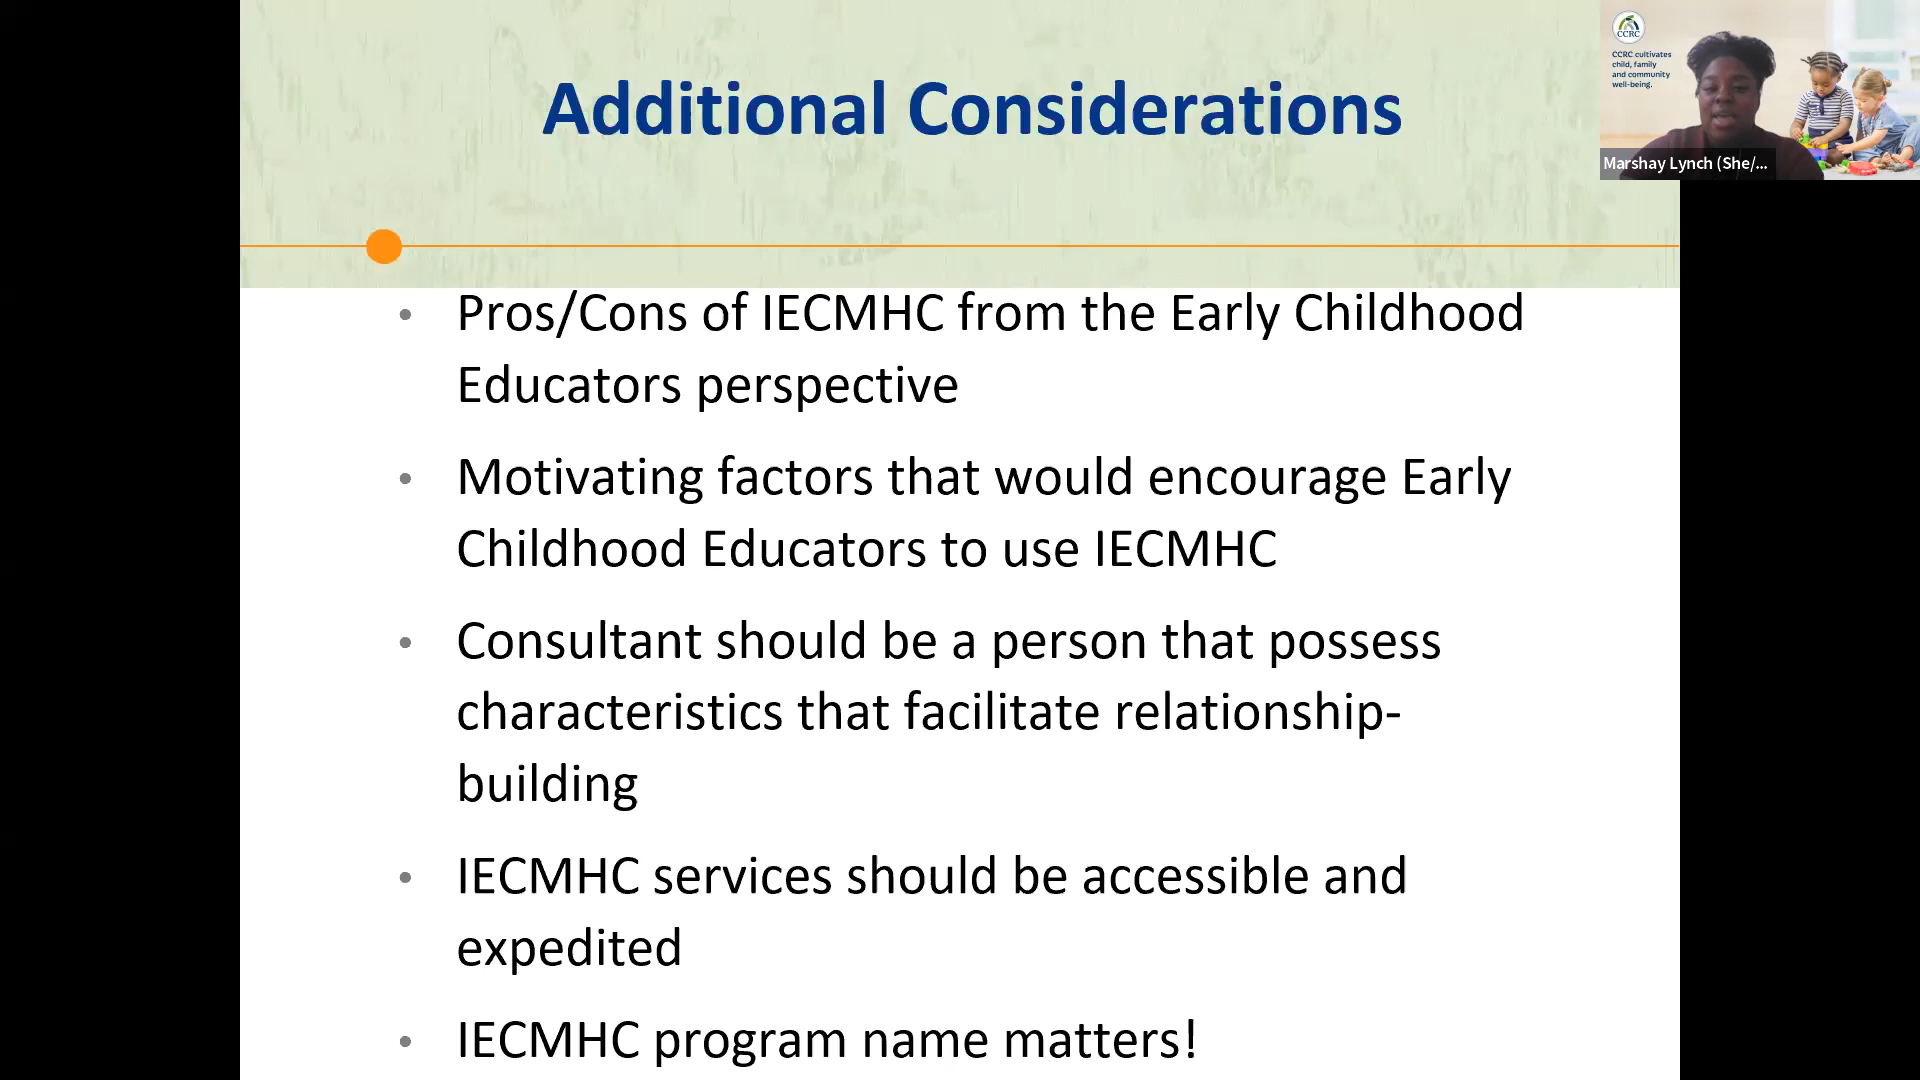 Additional Considerations
CCRC
CCRC cultivates
child, family
and community
well-being.
Marshay Lynch (She/...
• Pros/Cons of IECMHC from the Early Childhood
Educators perspective
• Motivating factors that would encourage Early
Childhood Educators to use IECMHC
• Consultant should be a person that possess
characteristics that facilitate relationship-
building
• IECMHC services should be accessible and
expedited
• IECMHC program name matters!